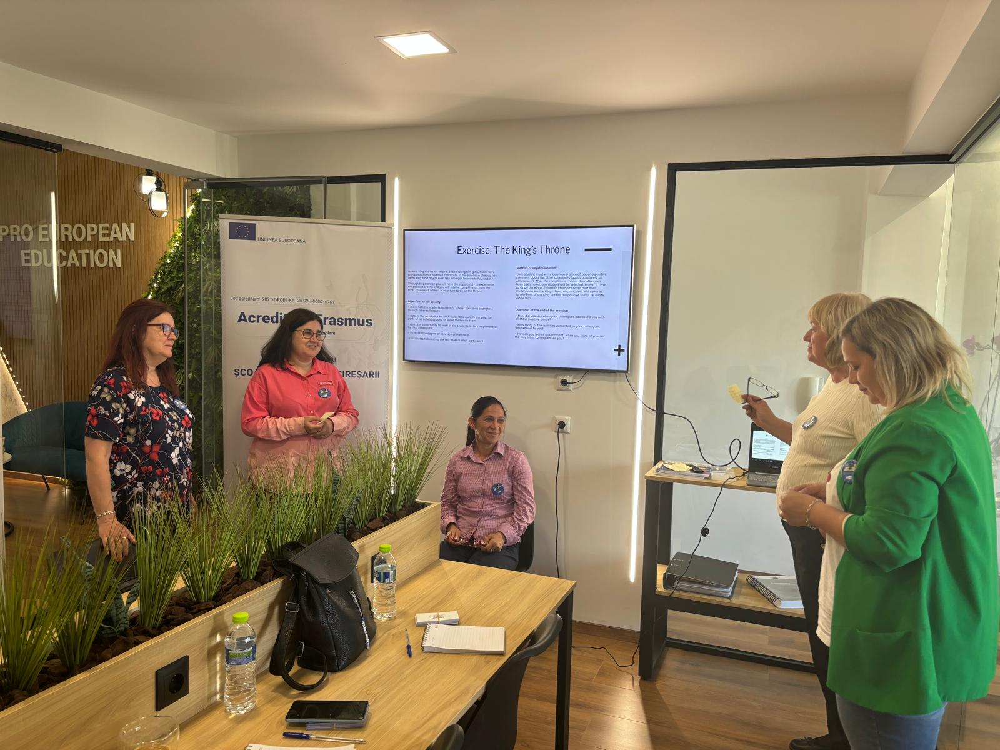 PRO EUROPEAN
EDUCATION
UNIUNEA EUROPEANĂ
Cod acreditare: 2021-1-RO01-KA120-SCH-000046761
Acredit Erasmus
ȘCO CIREȘARII
Exercise: The King's Throne
When a king sits on his throne, people bring him gifts, honor him
with compliments and thus contribute to the power he already has.
Being king for a day or even less time can be wonderful, isn't it?
Through this exercise you will have the opportunity to experience
the position of king and you will receive compliments from the
other colleagues when it is your turn to sit on the throne.
Objectives of the activity:
- it will help the students to identify (know) their own strengths,
through other colleagues
- creates the possibility for each student to identify the positive
parts of his colleagues and to share them with them
- gives the opportunity to each of the students to be complimented
by their colleagues
- increases the degree of cohesion of the group
- contributes to boosting the self-esteem of all participants
Method of implementation:
Each student must write down on a piece of paper a positive
comment about the other colleagues (about absolutely all
colleagues!). After the compliments about the colleagues
have been noted, one student will be selected, one at a time,
to sit on the King's Throne (a chair placed so that each
student can see the King). Thus, each student will come in
turn in front of the King to read the positive things he wrote
about him.
Questions at the end of the exercise:
- How did you feel when your colleagues addressed you with
all those positive things?
- How many of the qualities presented by your colleagues
were known to you?
- How do you feel at this moment, when you think of yourself
the way other colleagues see you?